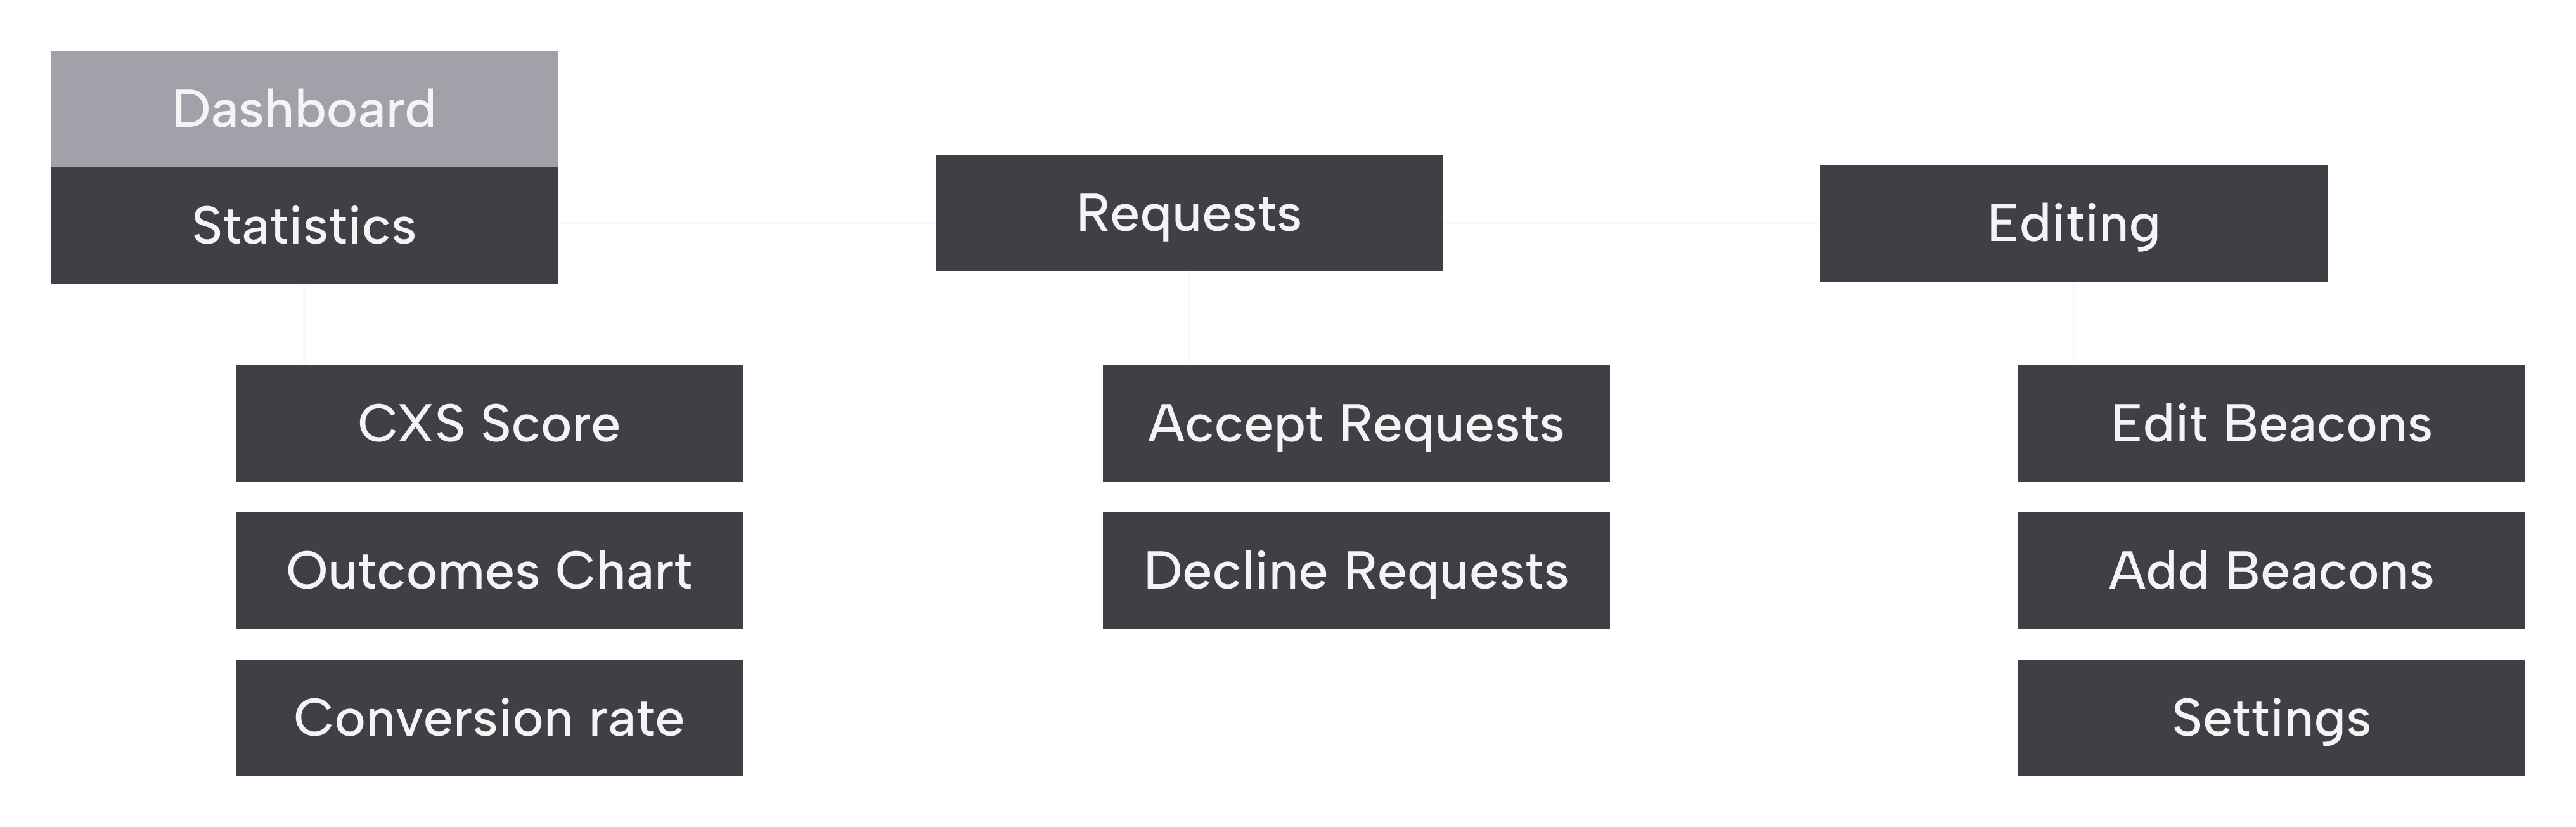 Dashboard
Statistics
Requests
Editing
CXS Score
Outcomes Chart
Conversion rate
Accept Requests
Decline Requests
Edit Beacons
Add Beacons
Settings